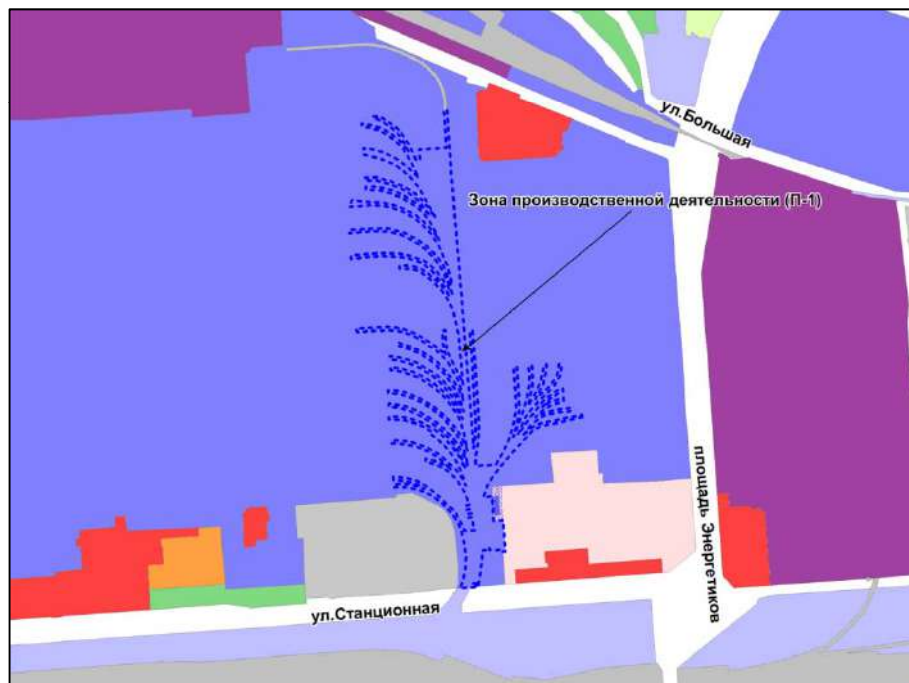 ул.Большая
Зона производственной деятельности (П-1)
площадь Энергетиков
ул.Станционная